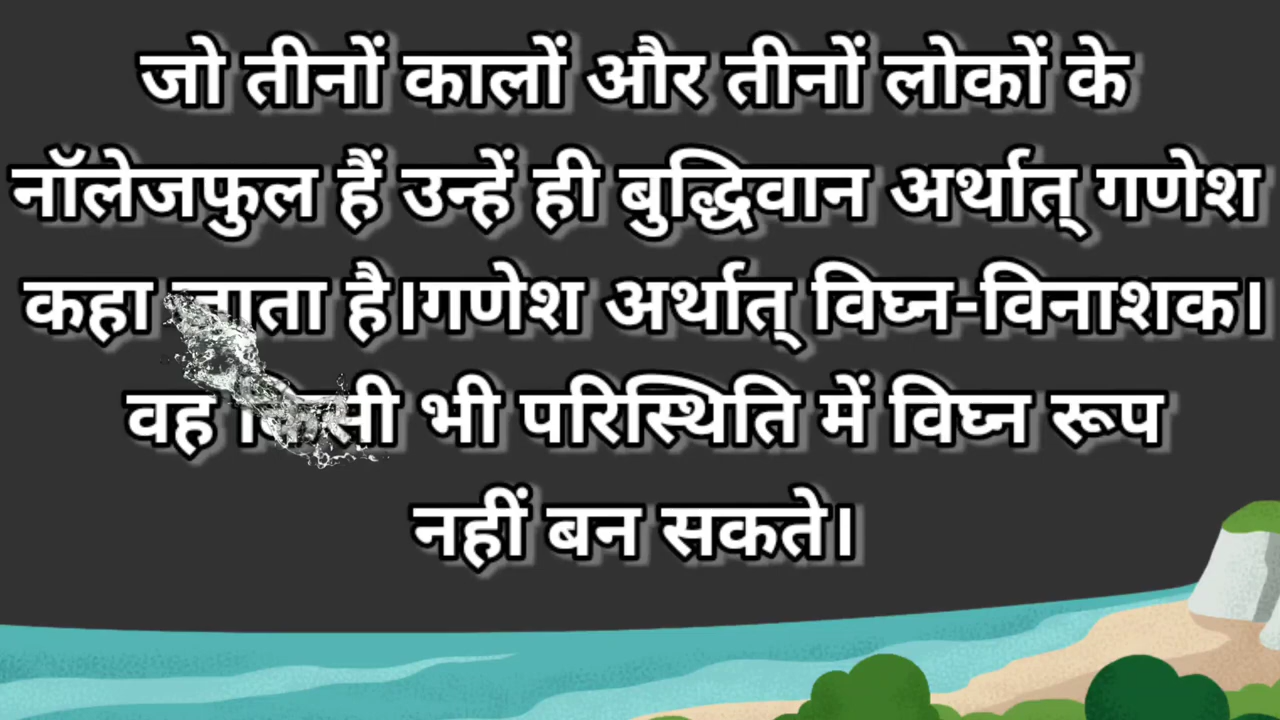 जो तीनों कालों और तीनों लोकों के
नॉलेजफुल हैं उन्हें ही बुद्धिवान अर्थात् गणेश
कहा जाता है।गणेश अर्थात् विघ्न-विनाशक।
वह किसी भी परिस्थिति में विघ्न रूप
नहीं बन सकते।